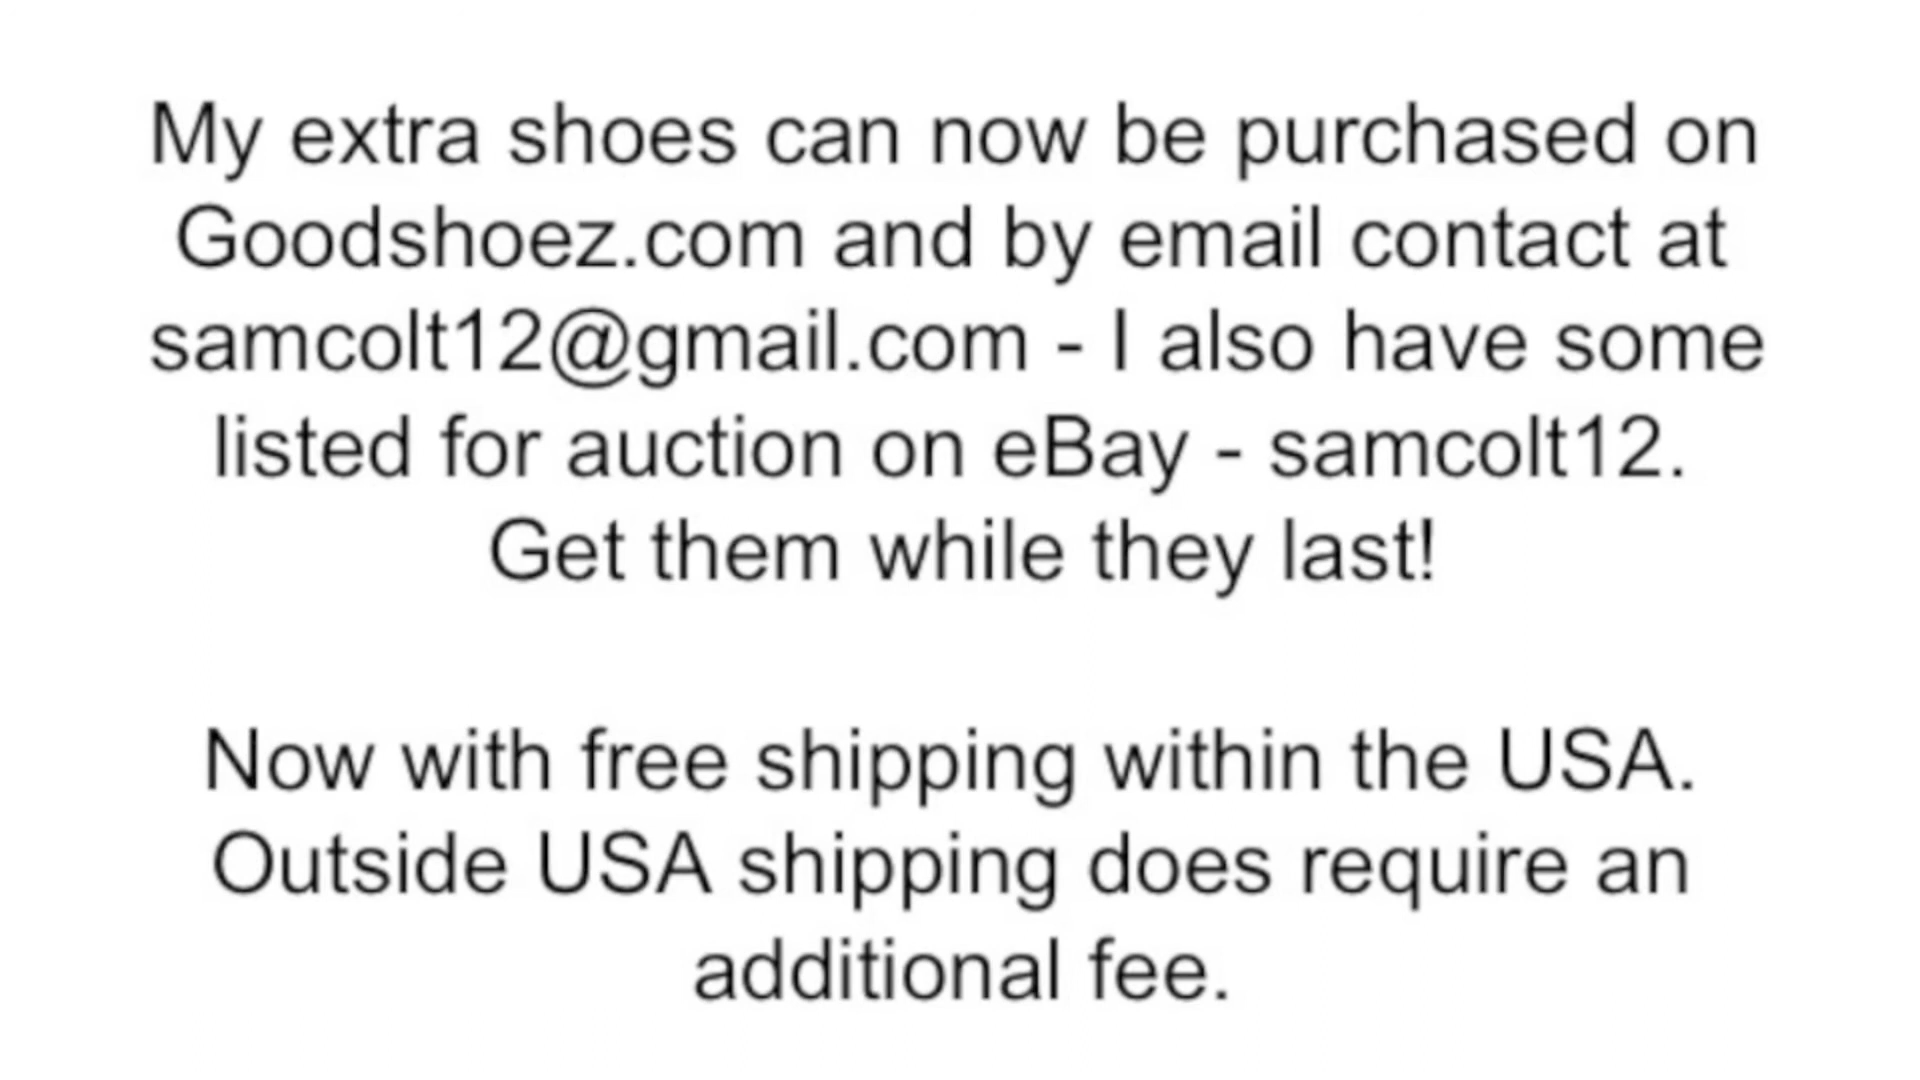 My extra shoes can now be purchased on
Goodshoez.com and by email contact at
samcolt12@gmail.com - I also have some
listed for auction on eBay - samcolt12.
Get them while they last!
Now with free shipping within the USA.
Outside USA shipping does require an
additional fee.